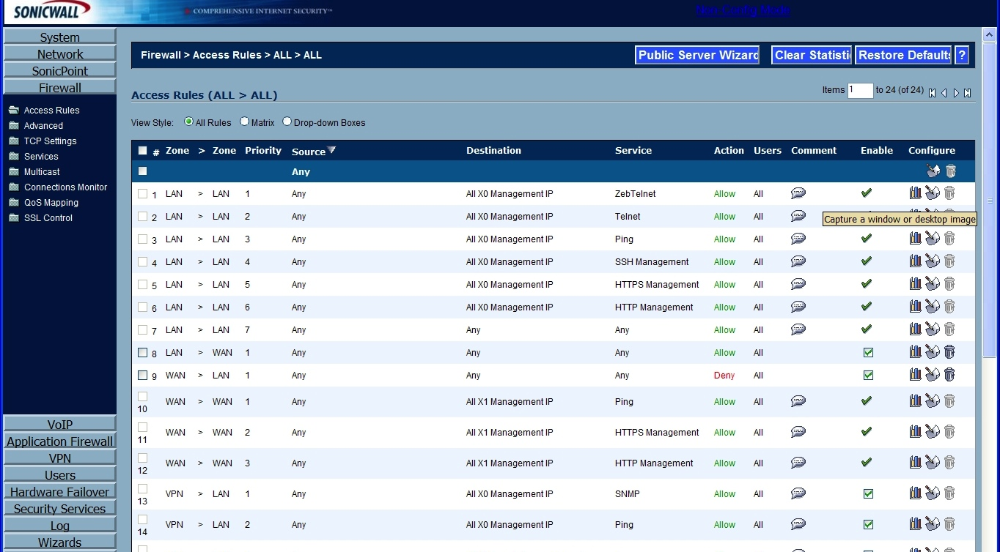 SONICWALL
COMPREHENSIVE INTERNET SECURITY™
Non-Config Mode
System
Network
SonicPoint
Firewall
Access Rules
Advanced
TCP Settings
Services
Multicast
Connections Monitor
QoS Mapping
SSL Control
VoIP
Application Firewall
VPN
Users
Hardware Failover
Security Services
Log
Wizards
Firewall > Access Rules > ALL > ALL
Public Server Wizard
Clear Statisti
Restore Defaults
?
Access Rules (ALL > ALL)
Items 1 to 24 (of 24)
View Style: All Rules Matrix Drop-down Boxes
# Zone > Zone Priority Source Destination Service Action Users Comment Enable Configure
Any
1 LAN > LAN 1 Any All X0 Management IP ZebTelnet Allow All
2 LAN > LAN 2 Any All X0 Management IP Telnet Allow All
Capture a window or desktop image
3 LAN > LAN 3 Any All X0 Management IP Ping Allow All
4 LAN > LAN 4 Any All X0 Management IP SSH Management Allow All
5 LAN > LAN 5 Any All X0 Management IP HTTPS Management Allow All
6 LAN > LAN 6 Any All X0 Management IP HTTP Management Allow All
7 LAN > LAN 7 Any Any Any Allow All
8 LAN > WAN 1 Any Any Any Allow All
9 WAN > LAN 1 Any Any Any Deny All
10 WAN > WAN 1 Any All X1 Management IP Ping Allow All
11 WAN > WAN 2 Any All X1 Management IP HTTPS Management Allow All
12 WAN > WAN 3 Any All X1 Management IP HTTP Management Allow All
13 VPN > LAN 1 Any All X0 Management IP SNMP Allow All
14 VPN > LAN 2 Any All X0 Management IP Ping Allow All